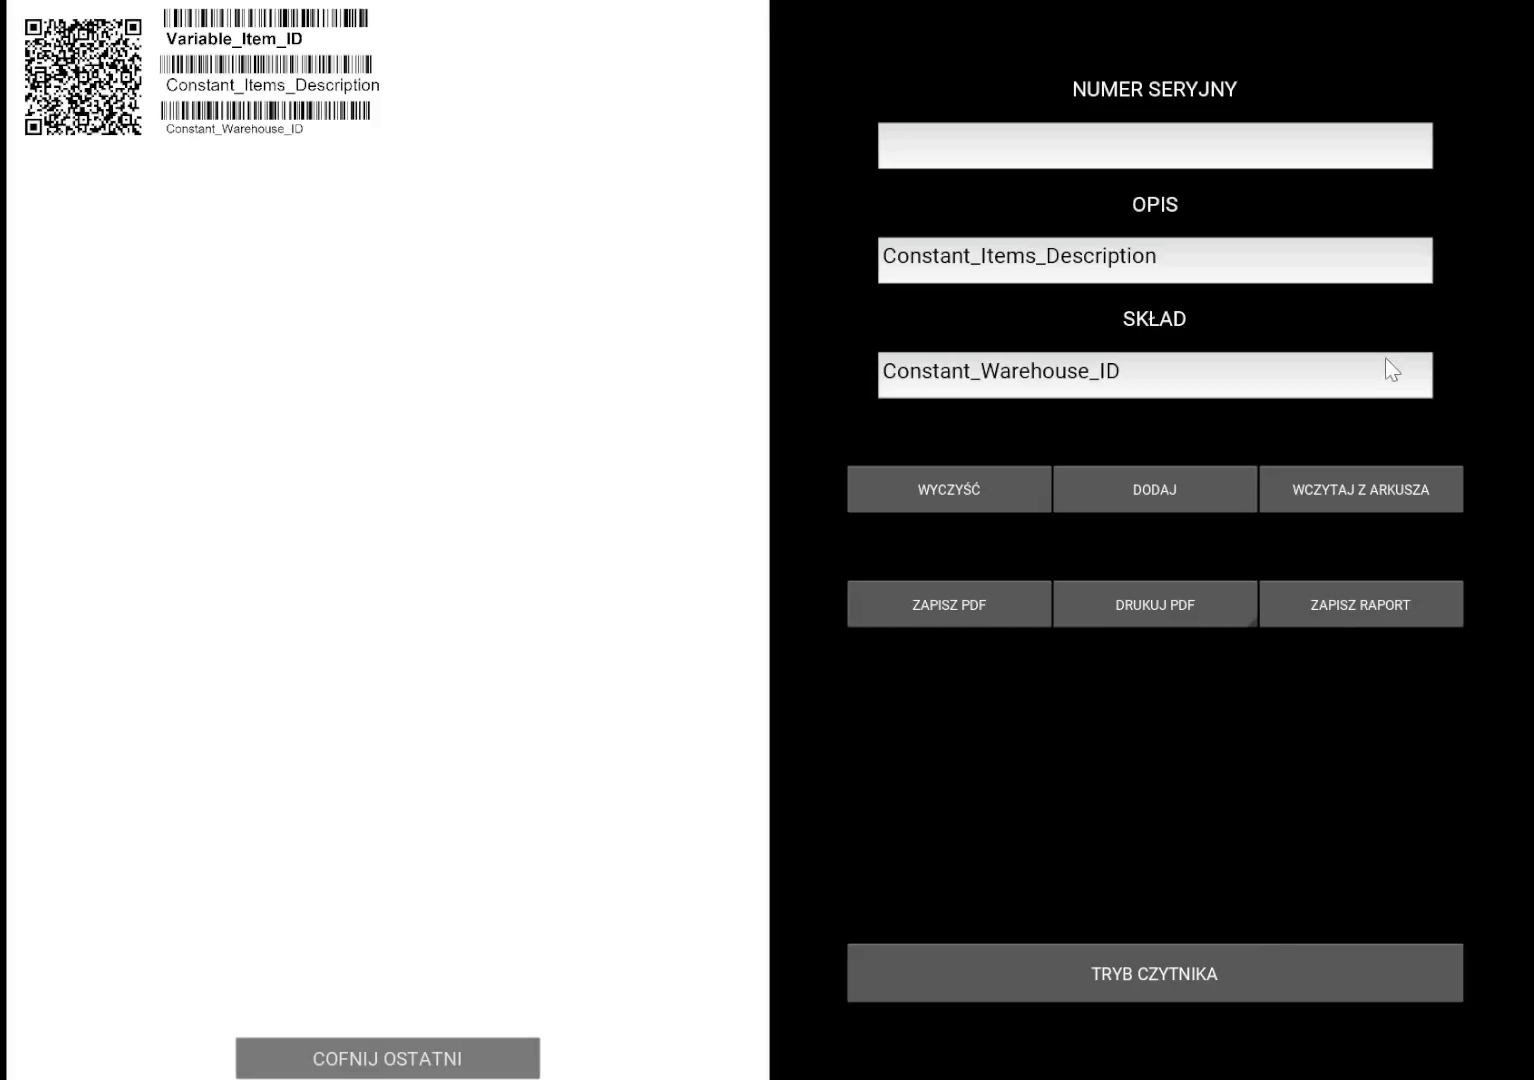 Variable_Item_ID
Constant_Items_Description
Constant_Warehouse_ID
NUMER SERYJNY
OPIS
Constant_Items_Description
SKŁAD
Constant_Warehouse_ID
WYCZYŚĆ DODAJ WCZYTAJ Z ARKUSZA
ZAPISZ PDF DRUKUJ PDF ZAPISZ RAPORT
TRYB CZYTNIKA
COFNIJ OSTATNI